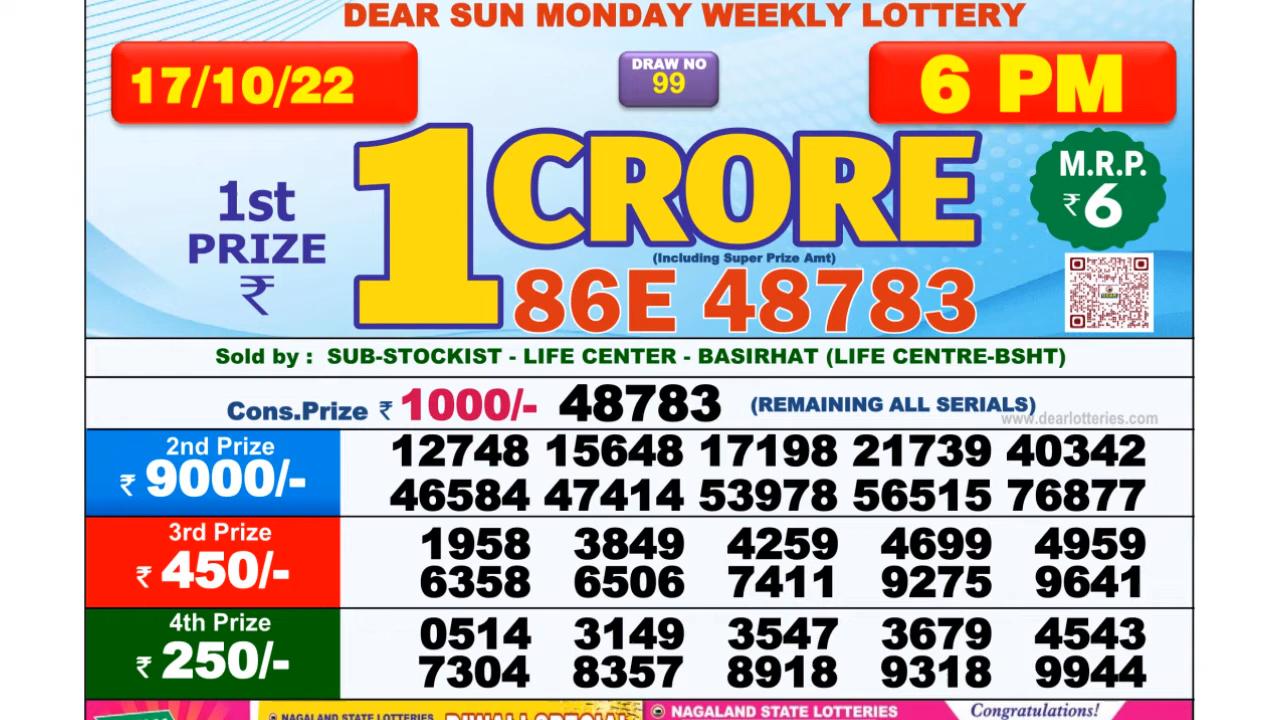 DEAR SUN MONDAY WEEKLY LOTTERY
17/10/22
DRAW NO
99
6 PM
1st
PRIZE
₹
1 CRORE
(Including Super Prize Amt)
86E 48783
M.R.P.
₹6
Sold by : SUB-STOCKIST - LIFE CENTER - BASIRHAT (LIFE CENTRE-BSHT)
Cons.Prize ₹ 1000/- 48783 (REMAINING ALL SERIALS)
www.dearlotteries.com
2nd Prize
₹ 9000/-
12748 15648 17198 21739 40342
46584 47414 53978 56515 76877
3rd Prize
₹ 450/-
1958 3849 4259 4699 4959
6358 6506 7411 9275 9641
4th Prize
₹ 250/-
0514 3149 3547 3679 4543
7304 8357 8918 9318 9944
NAGALAND STATE LOTTERIES
DIWALI SPECIAL
NAGALAND STATE LOTTERIES
Congratulations!